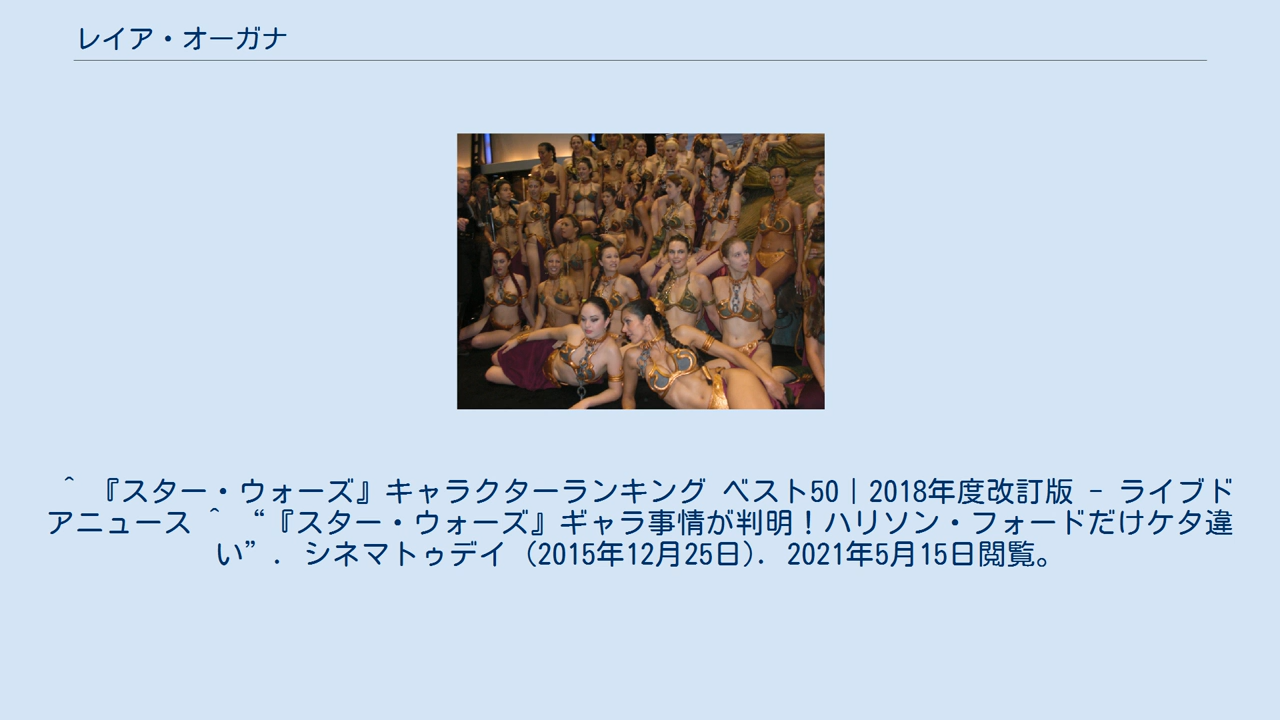 レイア・オーガナ
＾ 『スター・ウォーズ』キャラクターランキング ベスト50｜2018年度改訂版 - ライブド
アニュース ＾ “『スター・ウォーズ』ギャラ事情が判明！ハリソン・フォードだけケタ違
い”. シネマトゥデイ (2015年12月25日). 2021年5月15日閲覧。